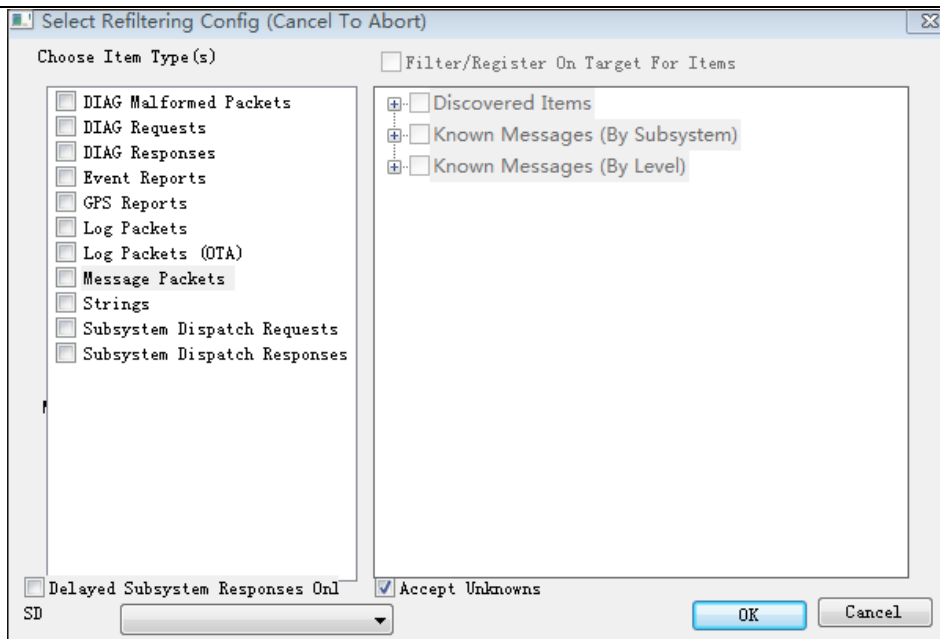 Select Refiltering Config (Cancel To Abort)
Choose Item Type(s)
Filter/Register On Target For Items
DIAG Malformed Packets
DIAG Requests
DIAG Responses
Event Reports
GPS Reports
Log Packets
Log Packets (OTA)
Message Packets
Strings
Subsystem Dispatch Requests
Subsystem Dispatch Responses
Discovered Items
Known Messages (By Subsystem)
Known Messages (By Level)
Delayed Subsystem Responses Onl
Accept Unknowns
SD
OK
Cancel